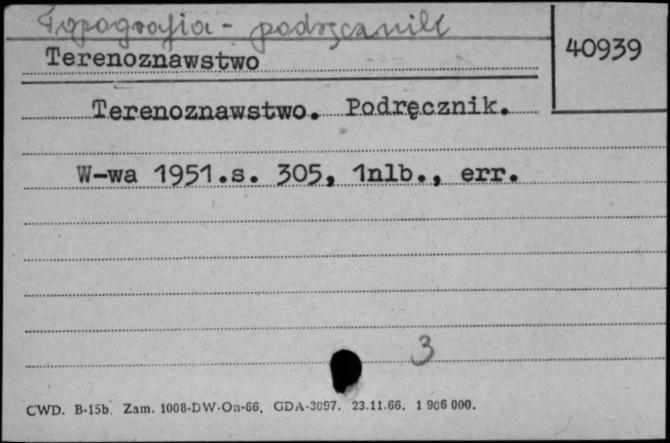 Topografia - podręcznik
40939
Terenoznawstwo
Terenoznawstwo. Podręcznik.
W-wa 1951.s. 305, 1nlb., err.
3
CWD. B-15b. Zam. 1008-DW-On-66. GDA-3097. 23.11.66. 1 906 000.